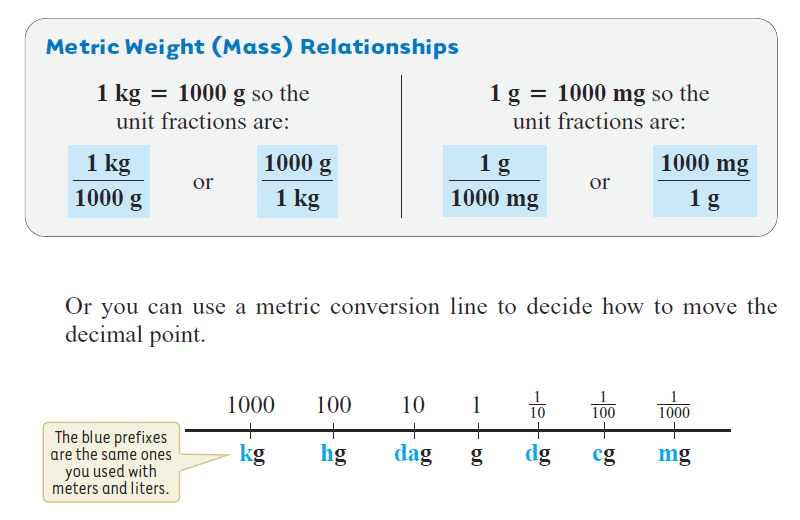 Metric Weight (Mass) Relationships
1 kg = 1000 g so the
unit fractions are:
1 kg
1000 g
or
1000 g
1 kg
1 g = 1000 mg so the
unit fractions are:
1 g
1000 mg
or
1000 mg
1 g
Or you can use a metric conversion line to decide how to move the
decimal point.
1000 100 10 1 1/10 1/100 1/1000
kg hg dag g dg cg mg
The blue prefixes
are the same ones
you used with
meters and liters.